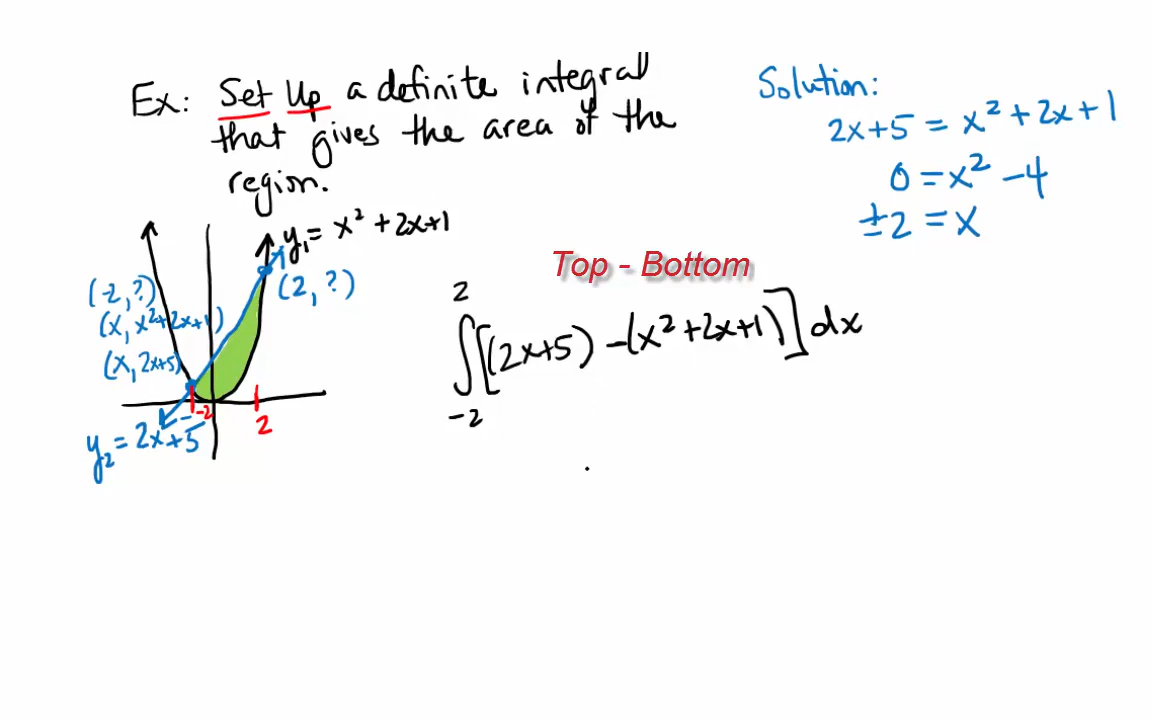 Ex: Set Up a definite integral
that gives the area of the
region.
Solution:
2x+5 = x² + 2x + 1
0 = x² - 4
±2 = x
y₁ = x² + 2x+1
(-2, ?)
(2, ?)
(x, x²+2x+1)
(x, 2x+5)
-2
2
y₂ = 2x+5
Top - Bottom
2
∫[(2x+5) -(x² +2x+1)] dx
-2